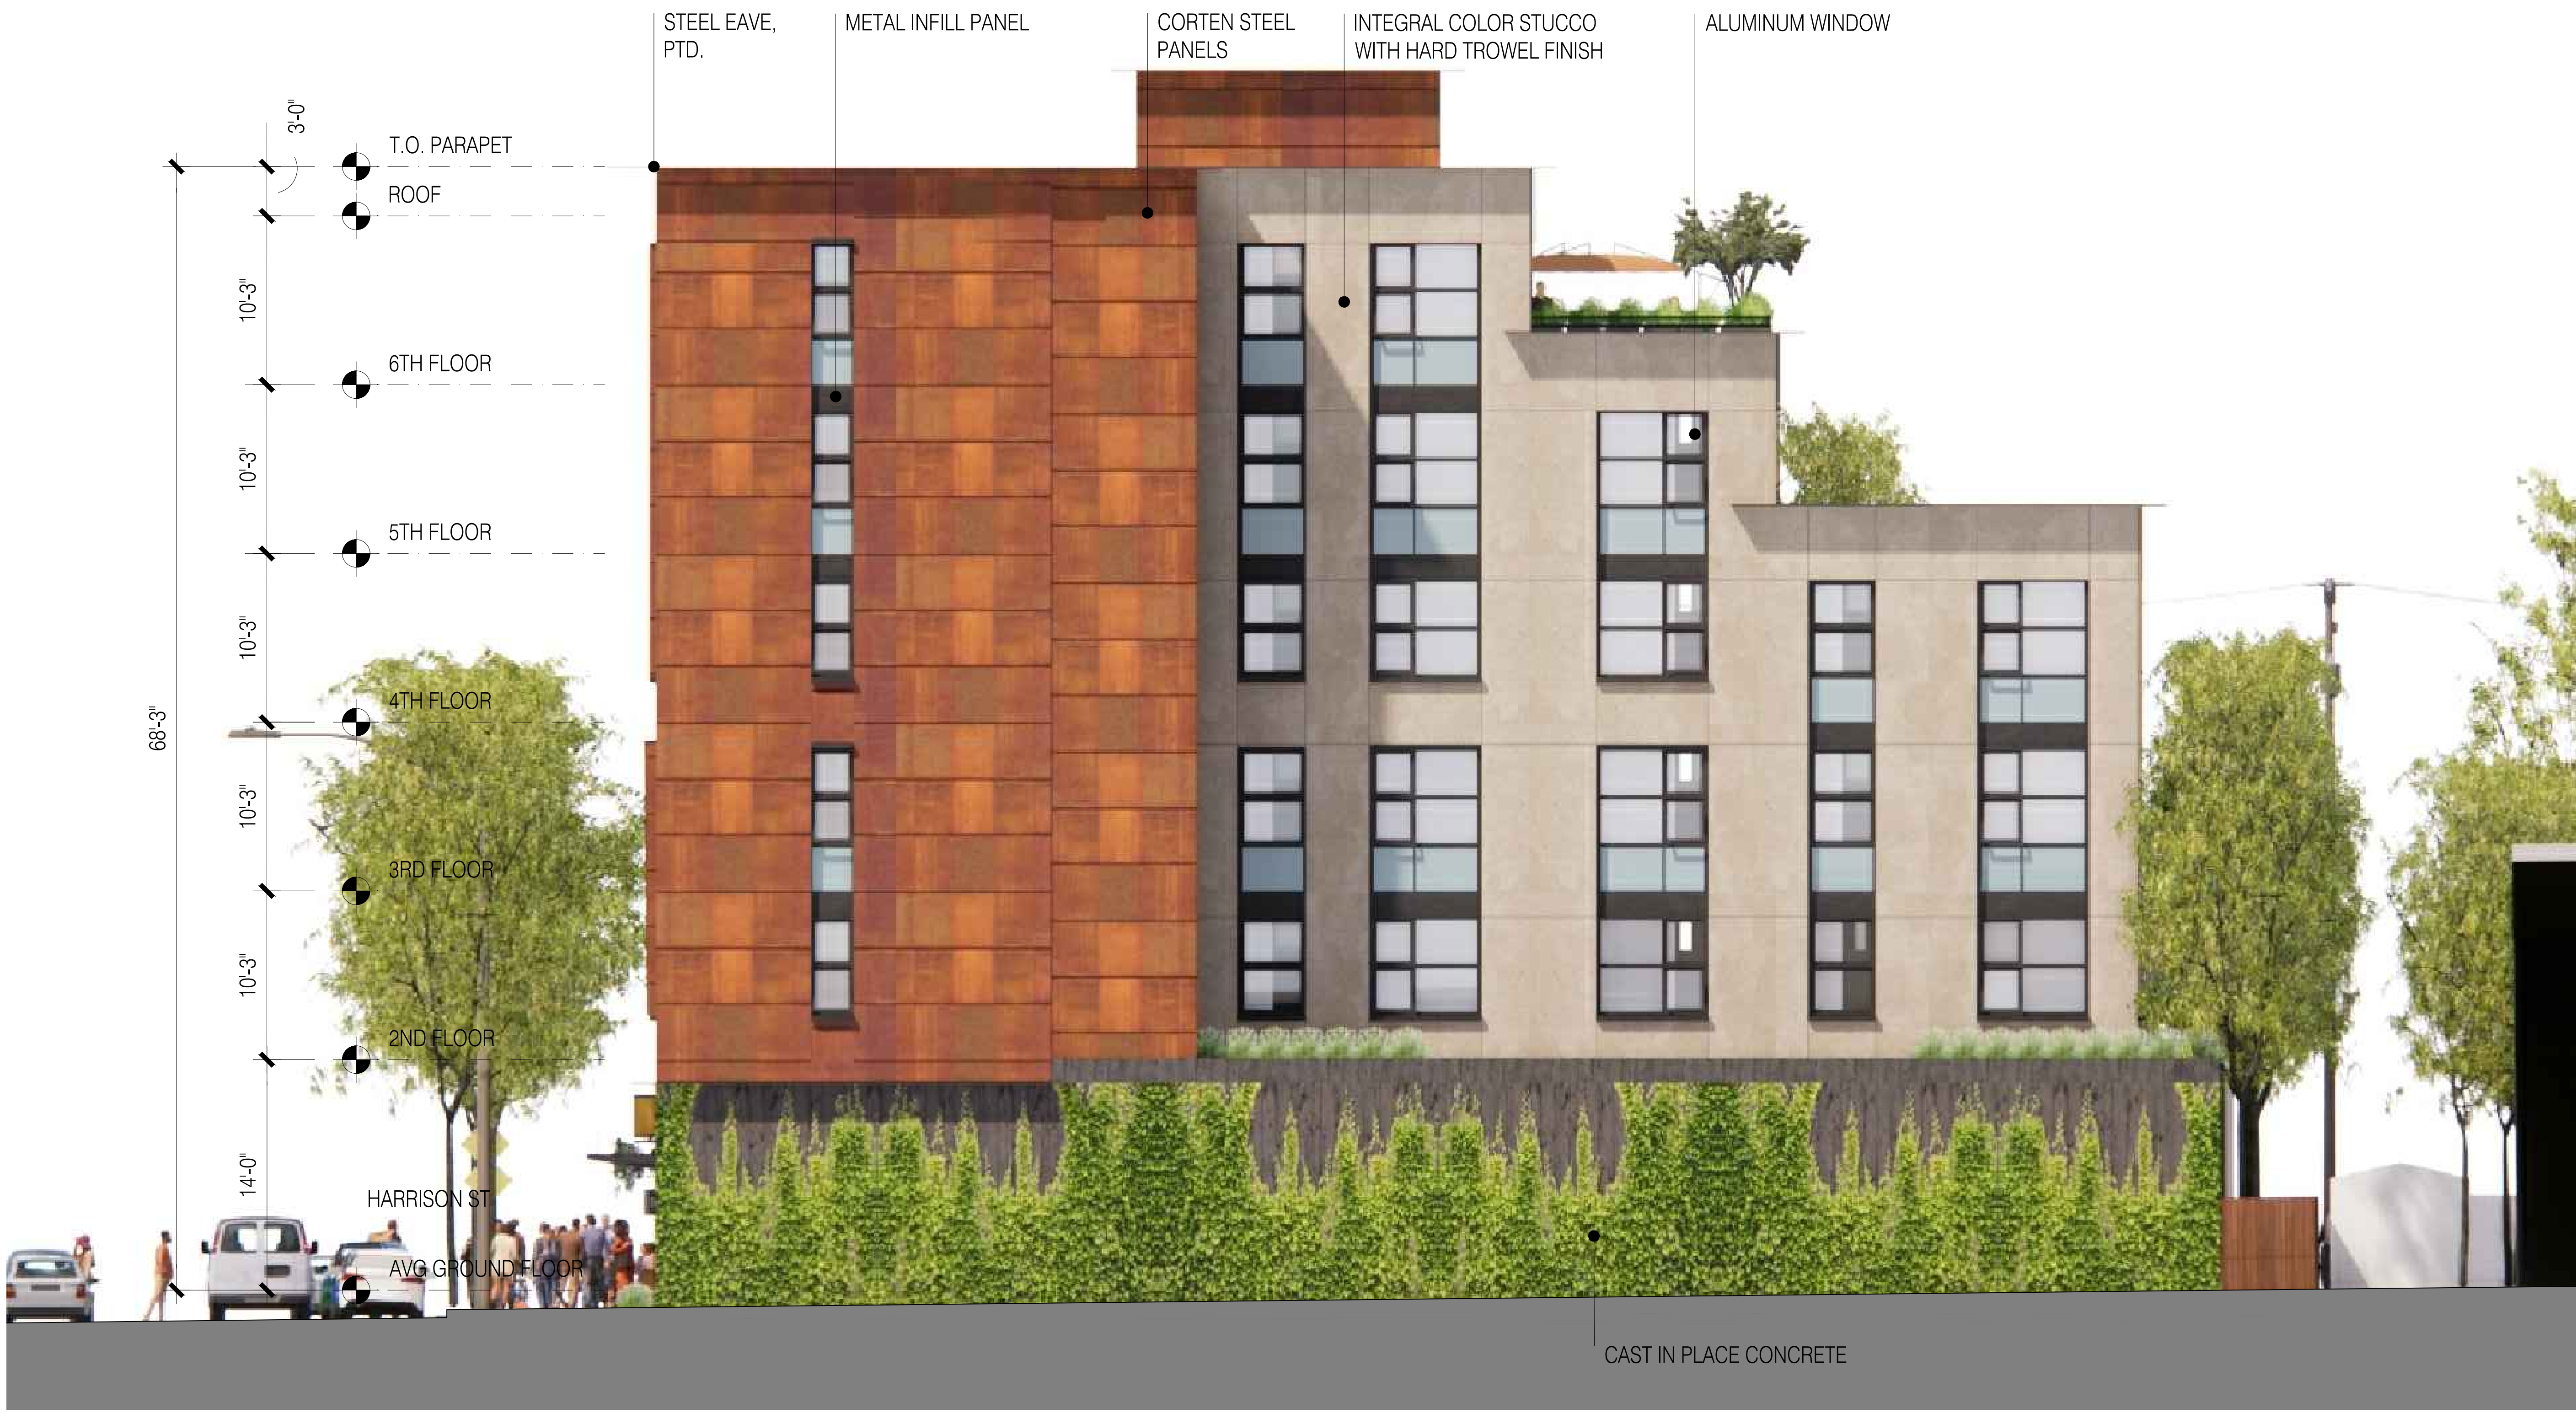 STEEL EAVE,
PTD.
METAL INFILL PANEL
CORTEN STEEL
PANELS
INTEGRAL COLOR STUCCO
WITH HARD TROWEL FINISH
ALUMINUM WINDOW
3'-0"
T.O. PARAPET
ROOF
10'-3"
6TH FLOOR
10'-3"
5TH FLOOR
10'-3"
4TH FLOOR
68'-3"
10'-3"
3RD FLOOR
10'-3"
2ND FLOOR
14'-0"
HARRISON ST
AVG GROUND FLOOR
CAST IN PLACE CONCRETE